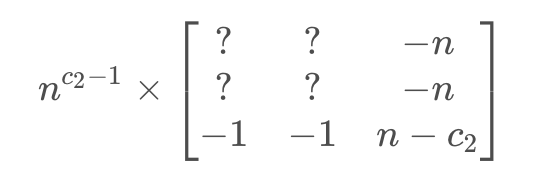 ? ? −n
n^{c_2−1} × ? ? −n
−1 −1 n − c_2